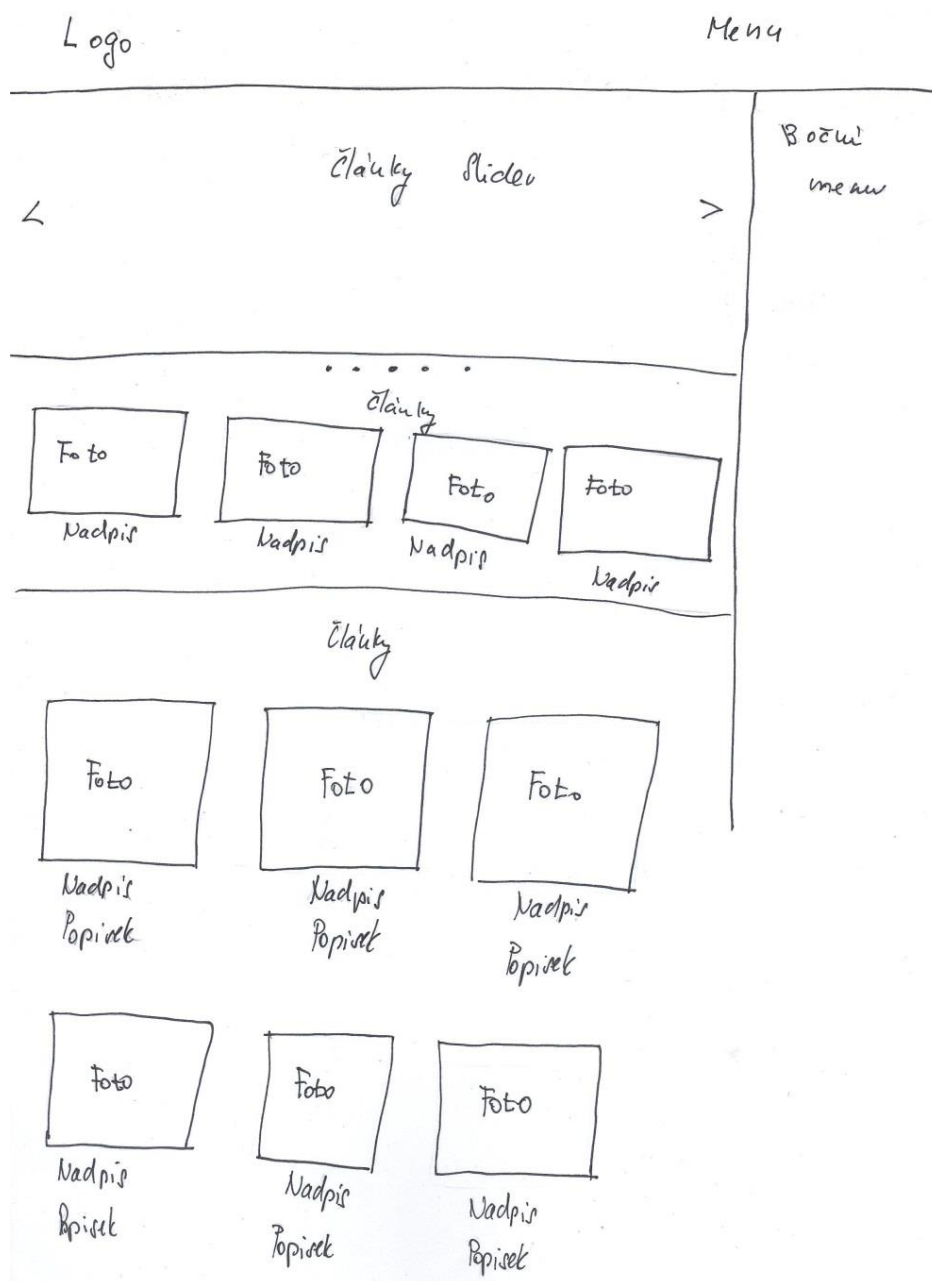 Logo
Menu
Boční
menu
Články Slider
<
>
Články
Foto
Foto
Foto
Foto
Nadpis
Nadpis
Nadpis
Nadpis
Články
Foto
Foto
Foto
Nadpis
Popisek
Nadpis
Popisek
Nadpis
Popisek
Foto
Foto
Foto
Nadpis
Popisek
Nadpis
Popisek
Nadpis
Popisek